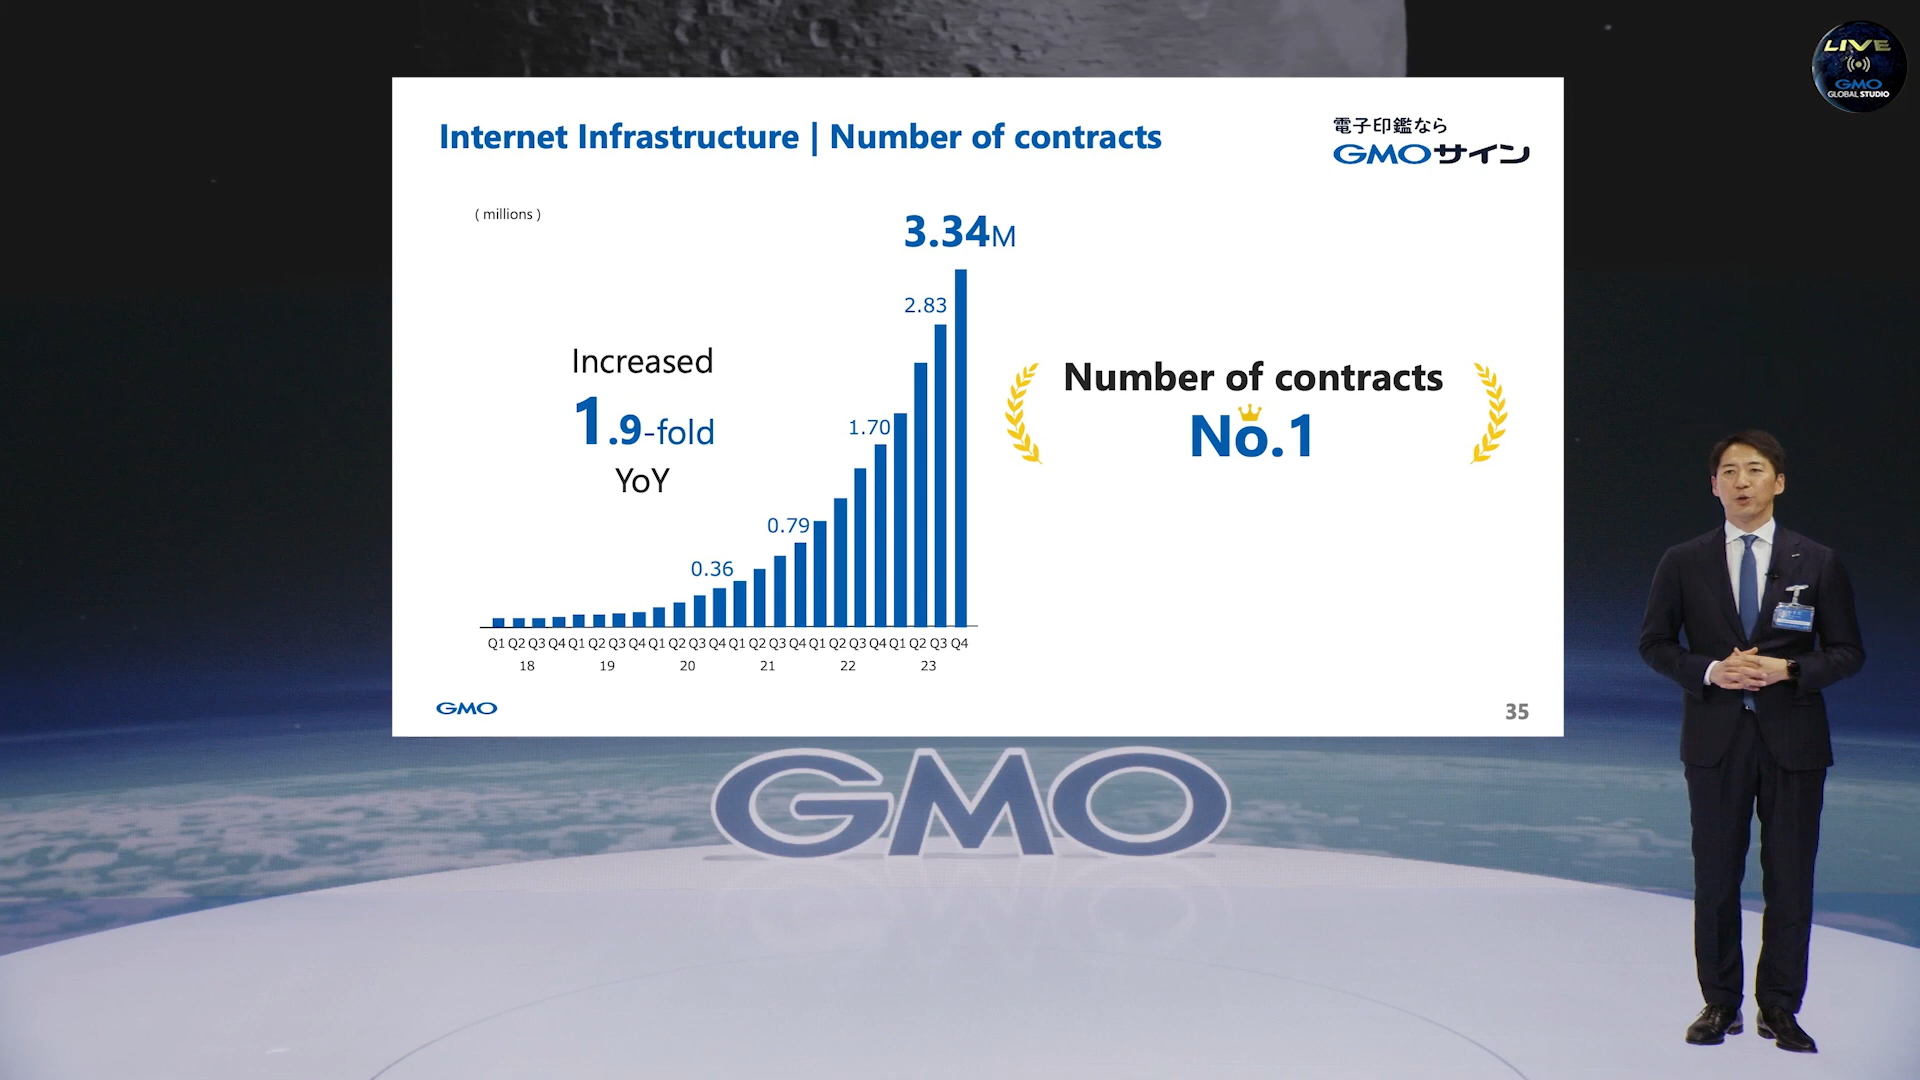 LIVE
GMO
GLOBAL STUDIO
Internet Infrastructure | Number of contracts
電子印鑑なら
GMOサイン
( millions )
3.34M
2.83
1.70
0.79
0.36
Increased
1.9-fold
YoY
Number of contracts
No.1
Q1 Q2 Q3 Q4 Q1 Q2 Q3 Q4 Q1 Q2 Q3 Q4 Q1 Q2 Q3 Q4 Q1 Q2 Q3 Q4 Q1 Q2 Q3 Q4
18 19 20 21 22 23
GMO
35
GMO